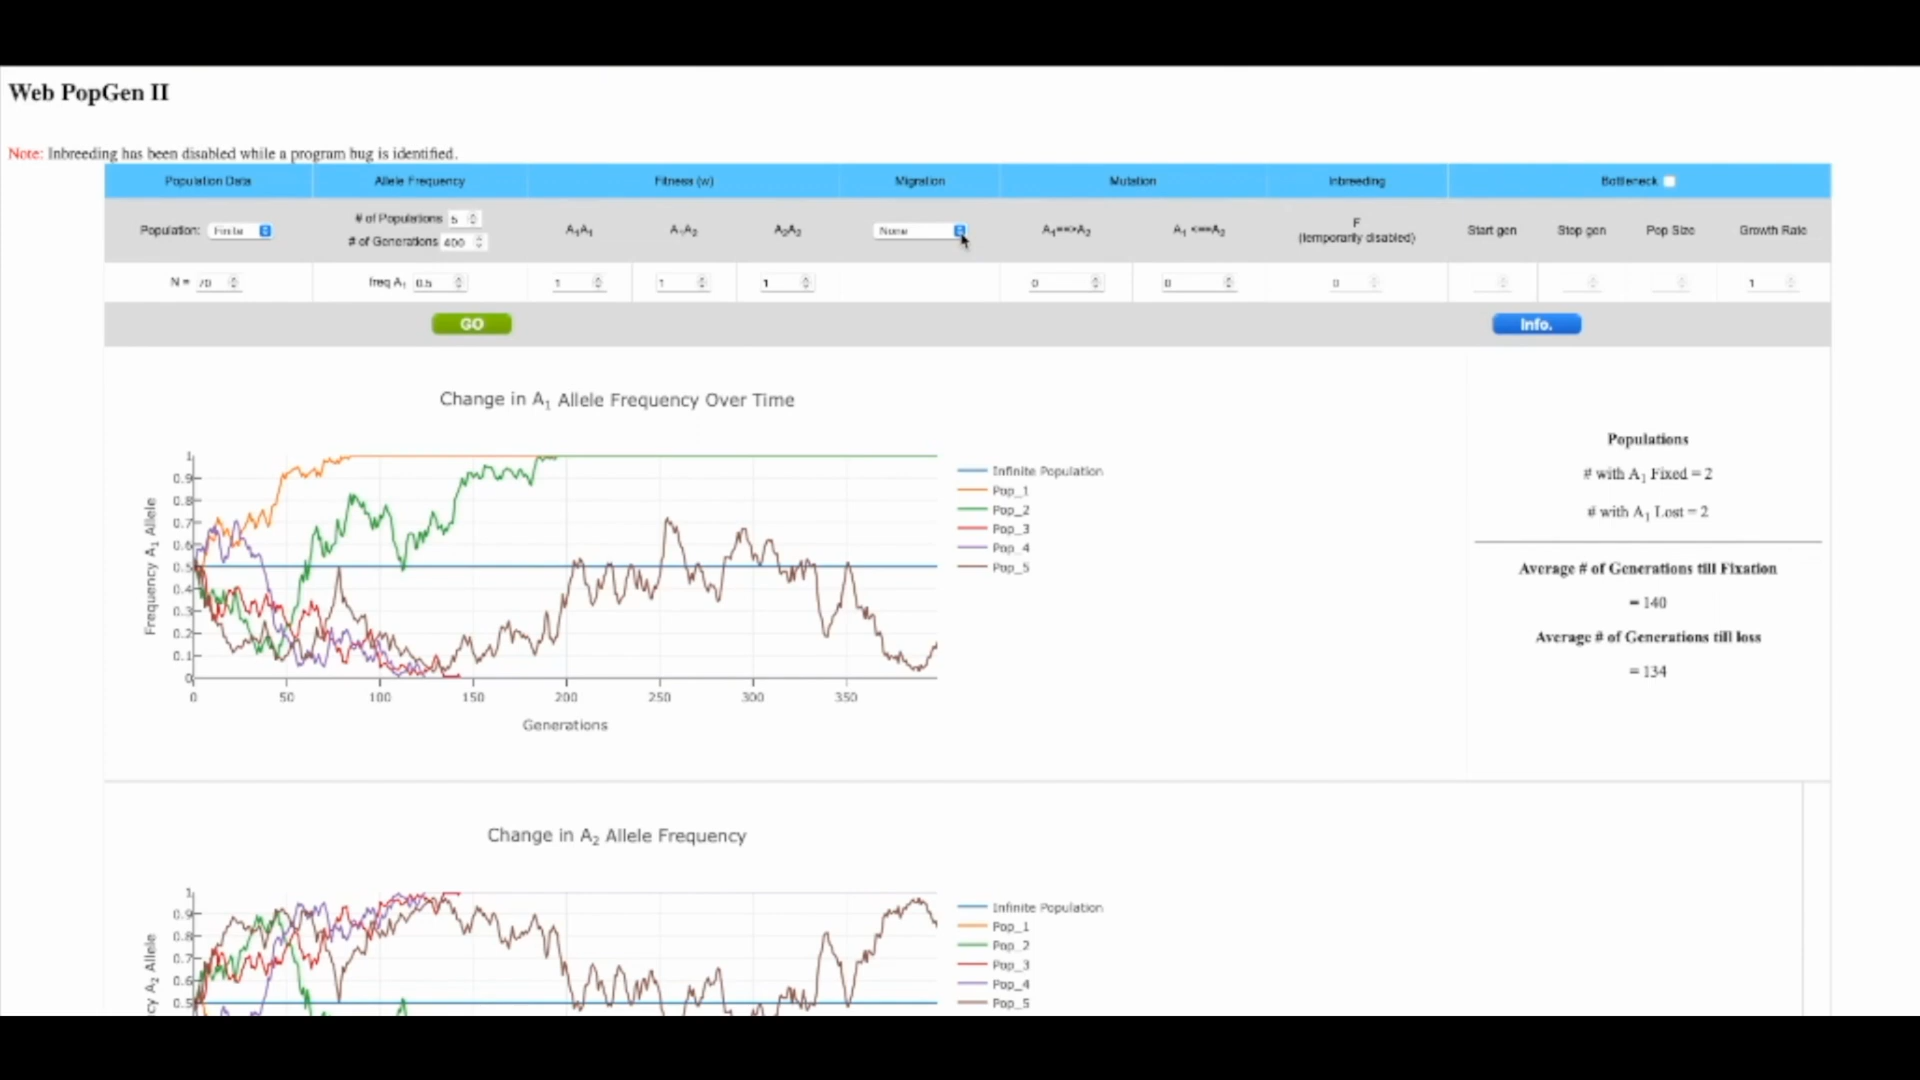 Web PopGen II
Note: Inbreeding has been disabled while a program bug is identified.
Population Data Allele Frequency Fitness (w) Migration Mutation Inbreeding Bottleneck
Population: Finite # of Populations 5 A₁A₁ A₁A₂ A₂A₂ None A₁==>A₂ A₁ <==A₂ F Start gen Stop gen Pop Size Growth Rate
# of Generations 400 (temporarily disabled)
N = 70 freq A₁ 0.5 1 1 1 0 0 0 1
GO Info.
Change in A₁ Allele Frequency Over Time
Frequency A₁ Allele
1
0.9
0.8
0.7
0.6
0.5
0.4
0.3
0.2
0.1
0
0 50 100 150 200 250 300 350
Generations
Infinite Population
Pop_1
Pop_2
Pop_3
Pop_4
Pop_5
Populations
# with A₁ Fixed = 2
# with A₁ Lost = 2
Average # of Generations till Fixation
= 140
Average # of Generations till loss
= 134
Change in A₂ Allele Frequency
cy A₂ Allele
1
0.9
0.8
0.7
0.6
0.5
Infinite Population
Pop_1
Pop_2
Pop_3
Pop_4
Pop_5